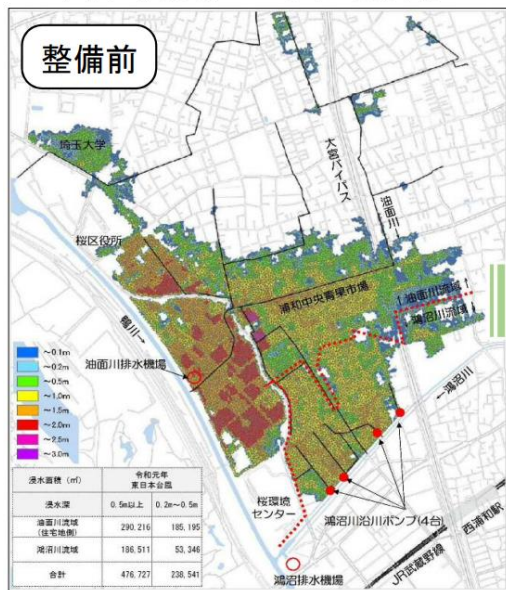 整備前
埼玉大学
大宮バイパス
油面川
桜区役所
浦和中央青果市場
↑油面川流域↑
↓鴻沼川流域↓
鴨川→
油面川排水機場
←鴻沼川
～0.1m
～0.2m
～0.5m
～1.0m
～1.5m
～2.0m
～2.5m
～3.0m
浸水面積（㎡） 令和元年
東日本台風
浸水深 0.5m以上 0.2m～0.5m
油面川流域
(住宅地側) 290,216 185,195
鴻沼川流域 186,511 53,346
合計 476,727 238,541
桜環境
センター
鴻沼川沿川ポンプ(4台)
西浦和駅
JR武蔵野線
鴻沼排水機場